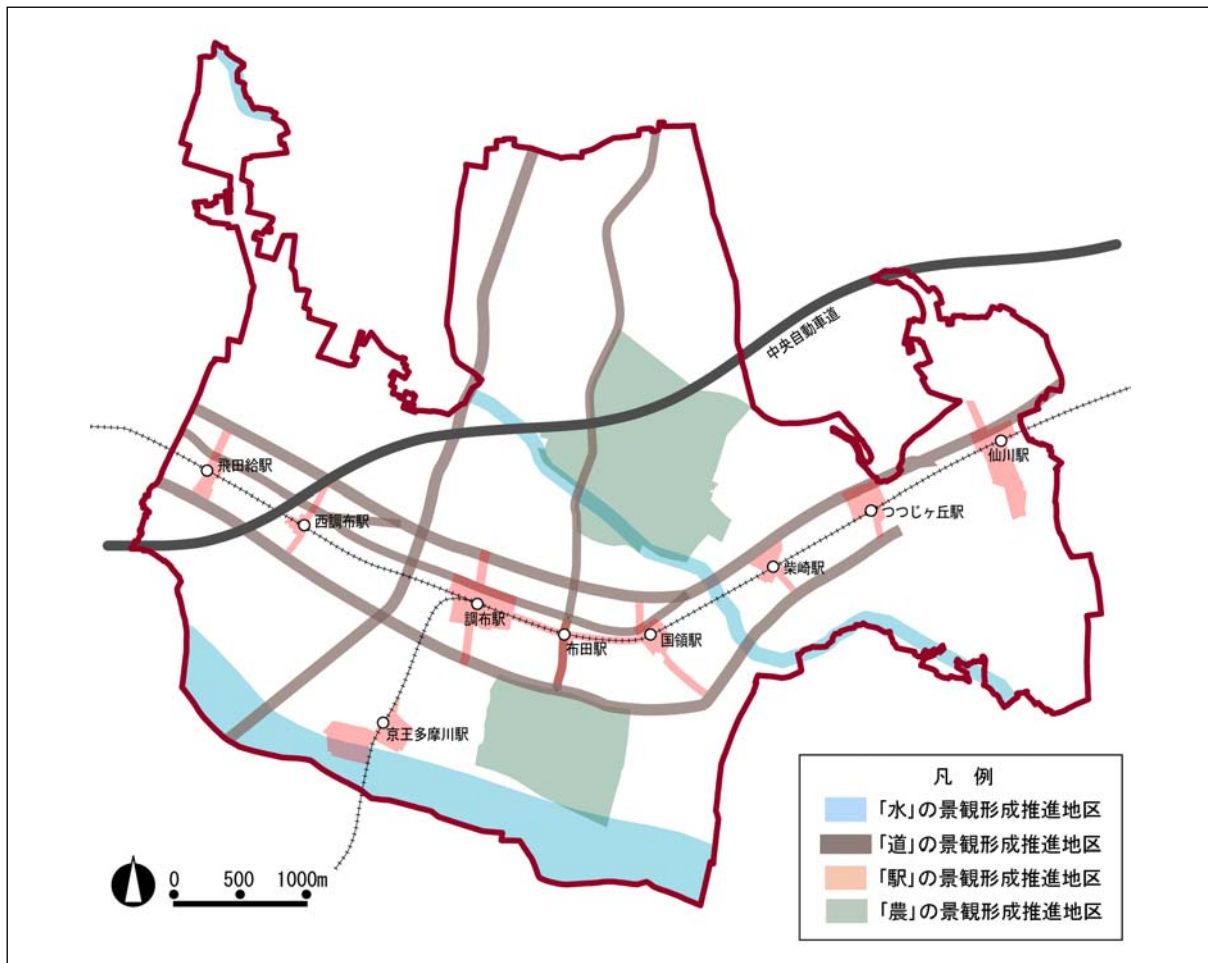 中央自動車道
飛田給駅
西調布駅
調布駅
布田駅
国領駅
柴崎駅
つつじヶ丘駅
仙川駅
京王多摩川駅
凡 例
「水」の景観形成推進地区
「道」の景観形成推進地区
「駅」の景観形成推進地区
「農」の景観形成推進地区
0 500 1000m